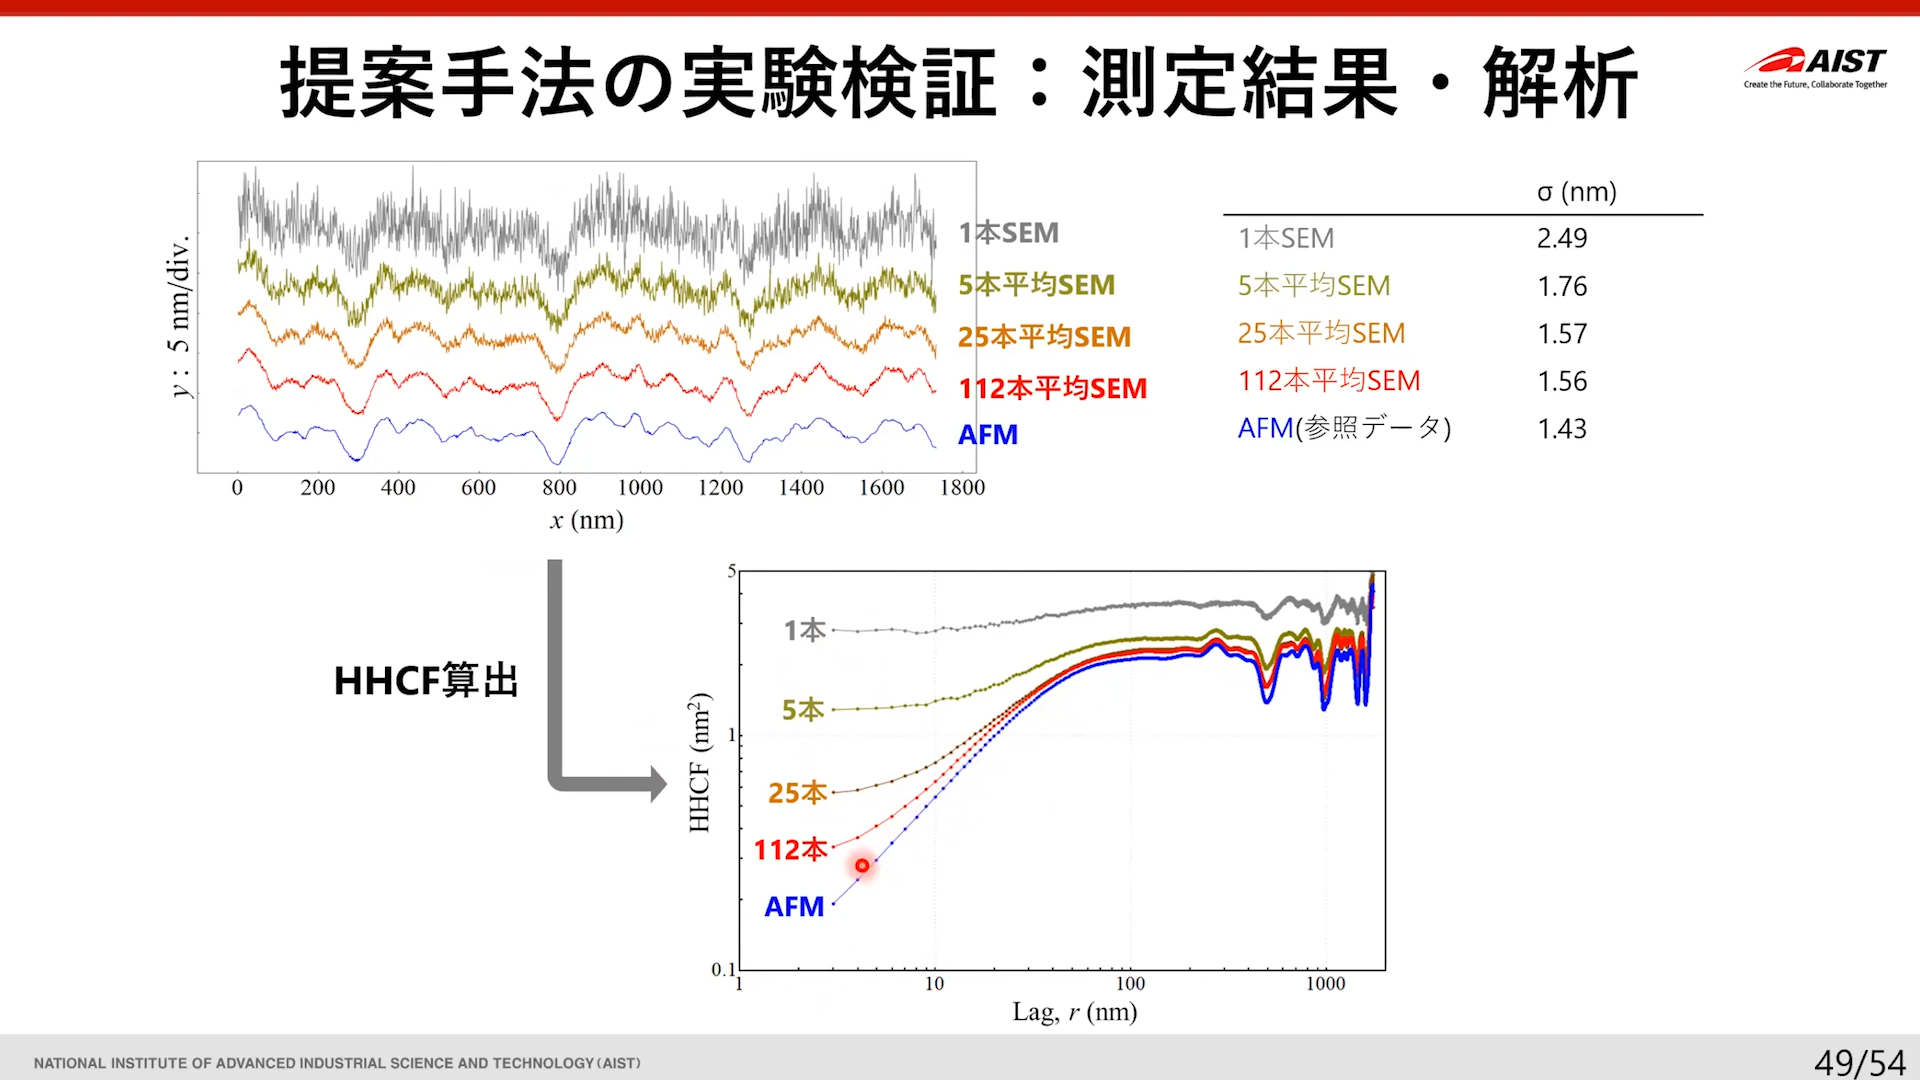 提案手法の実験検証：測定結果・解析
AIST
Create the Future, Collaborate Together
y : 5 nm/div.
1本SEM
5本平均SEM
25本平均SEM
112本平均SEM
AFM
0 200 400 600 800 1000 1200 1400 1600 1800
x (nm)
σ (nm)
1本SEM 2.49
5本平均SEM 1.76
25本平均SEM 1.57
112本平均SEM 1.56
AFM(参照データ) 1.43
HHCF算出
HHCF (nm²)
5
1
0.1
1本
5本
25本
112本
AFM
1 10 100 1000
Lag, r (nm)
NATIONAL INSTITUTE OF ADVANCED INDUSTRIAL SCIENCE AND TECHNOLOGY (AIST)
49/54